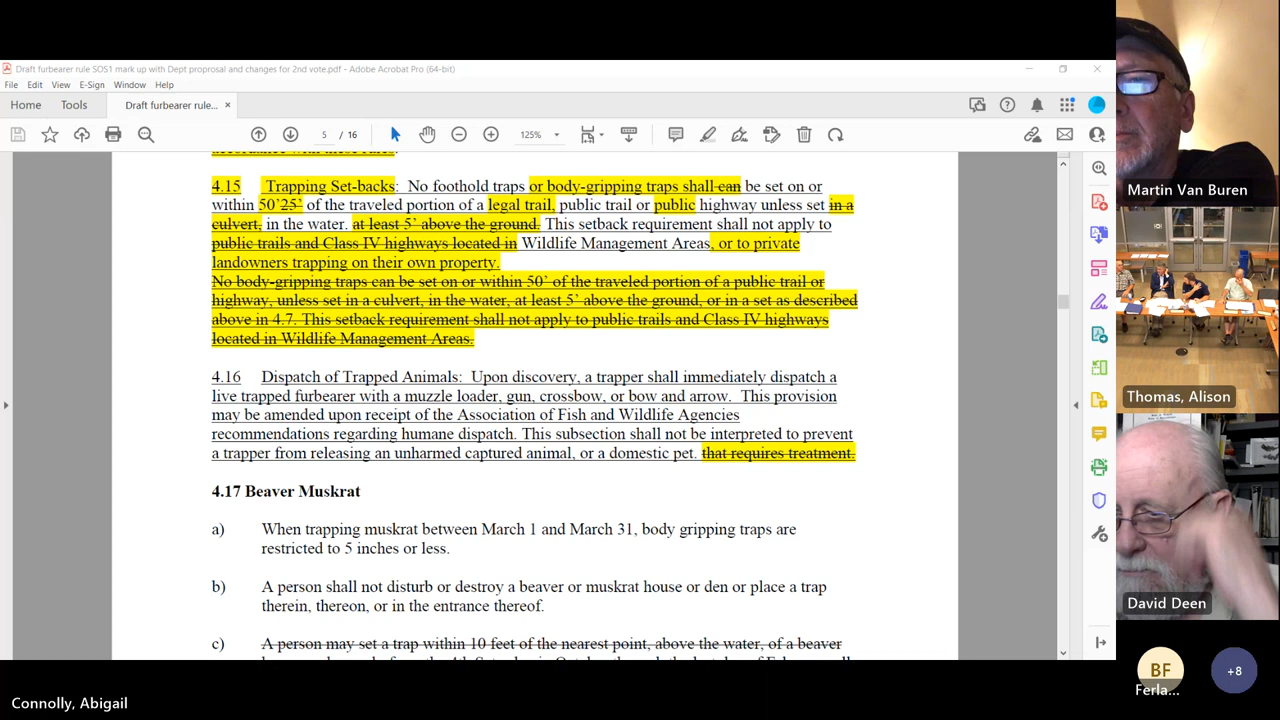 Draft furbearer rule SOS1 mark up with Dept proprosal and changes for 2nd vote.pdf - Adobe Acrobat Pro (64-bit)
File Edit View E-Sign Window Help
Home Tools Draft furbearer rule... ×
5 / 16 125%
accordance with these rules.
4.15 Trapping Set-backs: No foothold traps or body-gripping traps shall can be set on or
within 50'25' of the traveled portion of a legal trail, public trail or public highway unless set in a
culvert, in the water. at least 5' above the ground. This setback requirement shall not apply to
public trails and Class IV highways located in Wildlife Management Areas, or to private
landowners trapping on their own property.
No body-gripping traps can be set on or within 50' of the traveled portion of a public trail or
highway, unless set in a culvert, in the water, at least 5' above the ground, or in a set as described
above in 4.7. This setback requirement shall not apply to public trails and Class IV highways
located in Wildlife Management Areas.
4.16 Dispatch of Trapped Animals: Upon discovery, a trapper shall immediately dispatch a
live trapped furbearer with a muzzle loader, gun, crossbow, or bow and arrow. This provision
may be amended upon receipt of the Association of Fish and Wildlife Agencies
recommendations regarding humane dispatch. This subsection shall not be interpreted to prevent
a trapper from releasing an unharmed captured animal, or a domestic pet. that requires treatment.
4.17 Beaver Muskrat
a) When trapping muskrat between March 1 and March 31, body gripping traps are
restricted to 5 inches or less.
b) A person shall not disturb or destroy a beaver or muskrat house or den or place a trap
therein, thereon, or in the entrance thereof.
c) A person may set a trap within 10 feet of the nearest point, above the water, of a beaver
Martin Van Buren
Thomas, Alison
David Deen
BF
+8
Ferla...
Connolly, Abigail